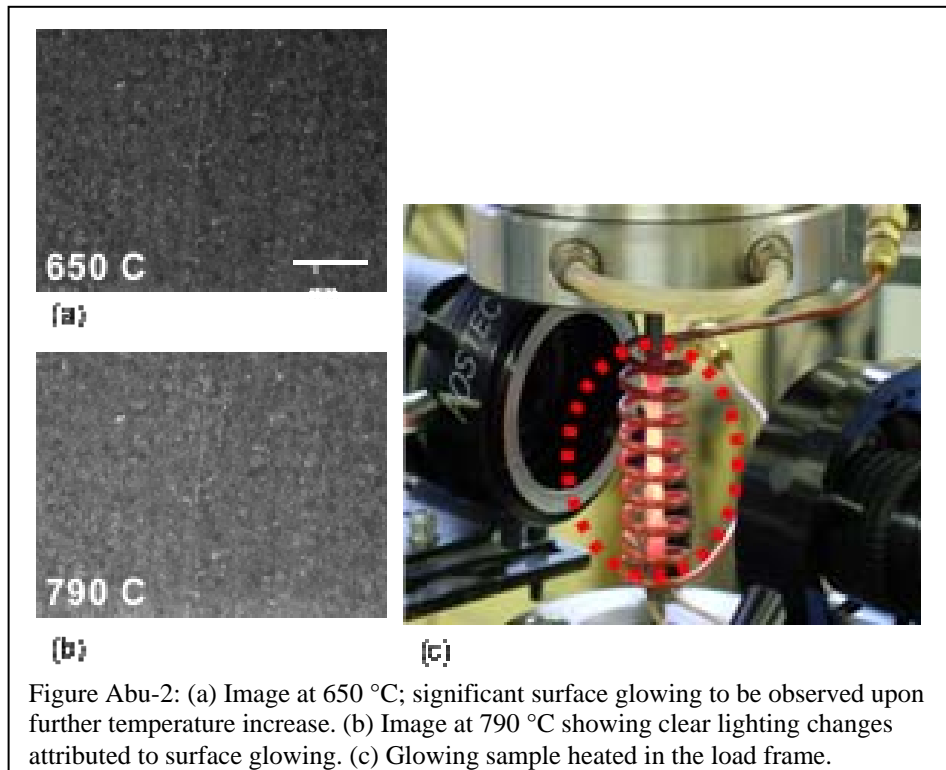 650 C
(a)
790 C
(b)
(c)
Figure Abu-2: (a) Image at 650 °C; significant surface glowing to be observed upon
further temperature increase. (b) Image at 790 °C showing clear lighting changes
attributed to surface glowing. (c) Glowing sample heated in the load frame.